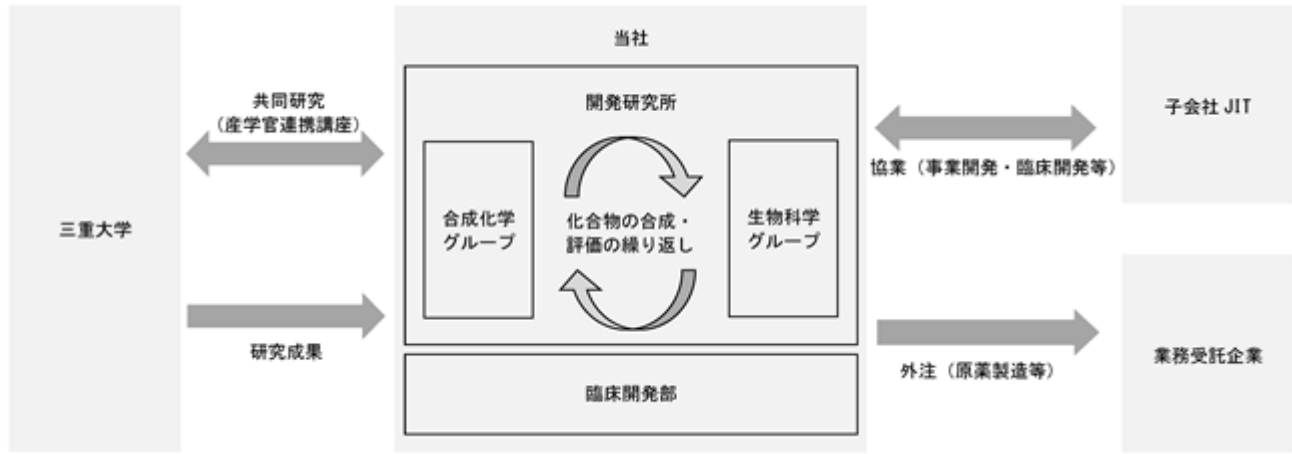 当社
開発研究所
共同研究
(産学官連携講座)
三重大学
研究成果
合成化学
グループ
化合物の合成・
評価の繰り返し
生物科学
グループ
臨床開発部
子会社 JIT
協業（事業開発・臨床開発等）
外注（原薬製造等）
業務受託企業